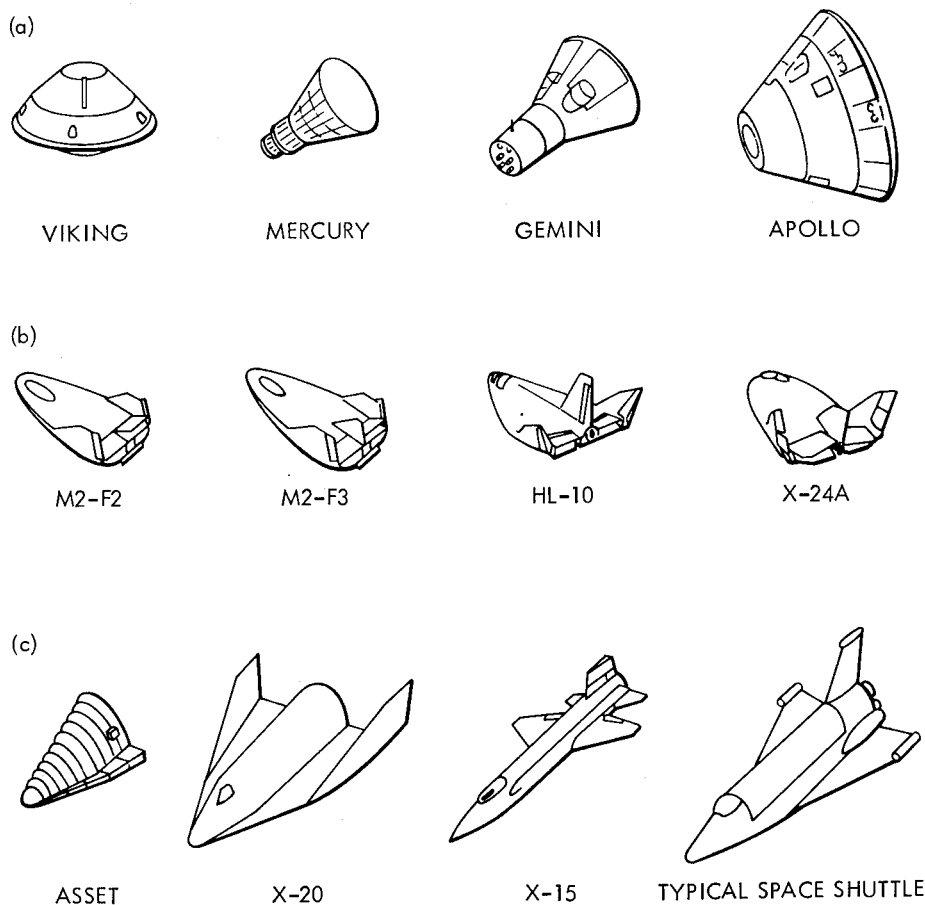 (a)
VIKING MERCURY GEMINI APOLLO
(b)
M2-F2 M2-F3 HL-10 X-24A
(c)
ASSET X-20 X-15 TYPICAL SPACE SHUTTLE